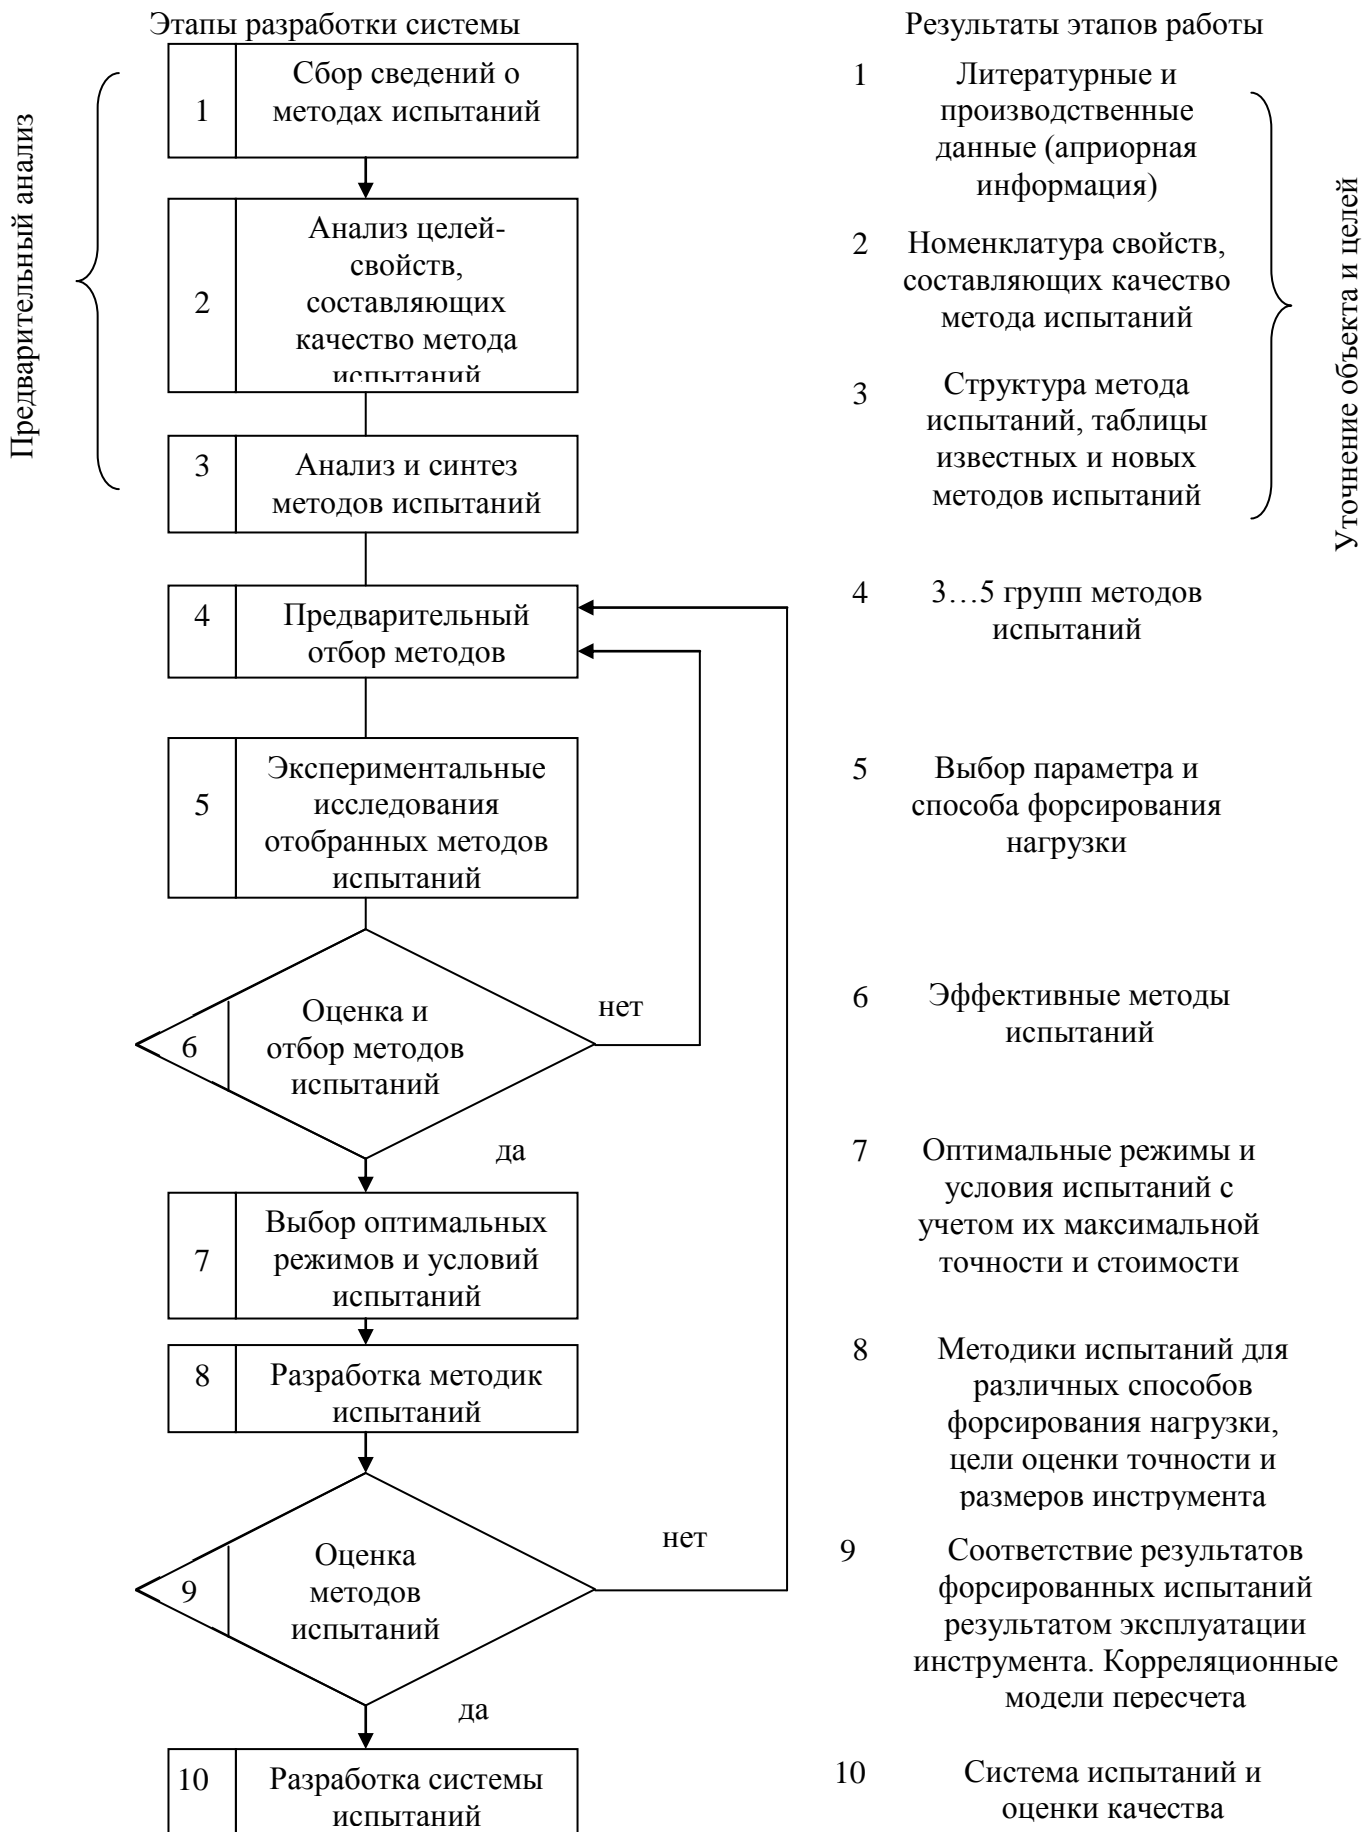 Этапы разработки системы
Предварительный анализ
1
Сбор сведений о
методах испытаний
2
Анализ целей-
свойств,
составляющих
качество метода
испытаний
3
Анализ и синтез
методов испытаний
4
Предварительный
отбор методов
5
Экспериментальные
исследования
отобранных методов
испытаний
6
Оценка и
отбор методов
испытаний
нет
да
7
Выбор оптимальных
режимов и условий
испытаний
8
Разработка методик
испытаний
9
Оценка
методов
испытаний
нет
да
10
Разработка системы
испытаний
Результаты этапов работы
1 Литературные и
производственные
данные (априорная
информация)
2 Номенклатура свойств,
составляющих качество
метода испытаний
3 Структура метода
испытаний, таблицы
известных и новых
методов испытаний
Уточнение объекта и целей
4 3…5 групп методов
испытаний
5 Выбор параметра и
способа форсирования
нагрузки
6 Эффективные методы
испытаний
7 Оптимальные режимы и
условия испытаний с
учетом их максимальной
точности и стоимости
8 Методики испытаний для
различных способов
форсирования нагрузки,
цели оценки точности и
размеров инструмента
9 Соответствие результатов
форсированных испытаний
результатом эксплуатации
инструмента. Корреляционные
модели пересчета
10 Система испытаний и
оценки качества